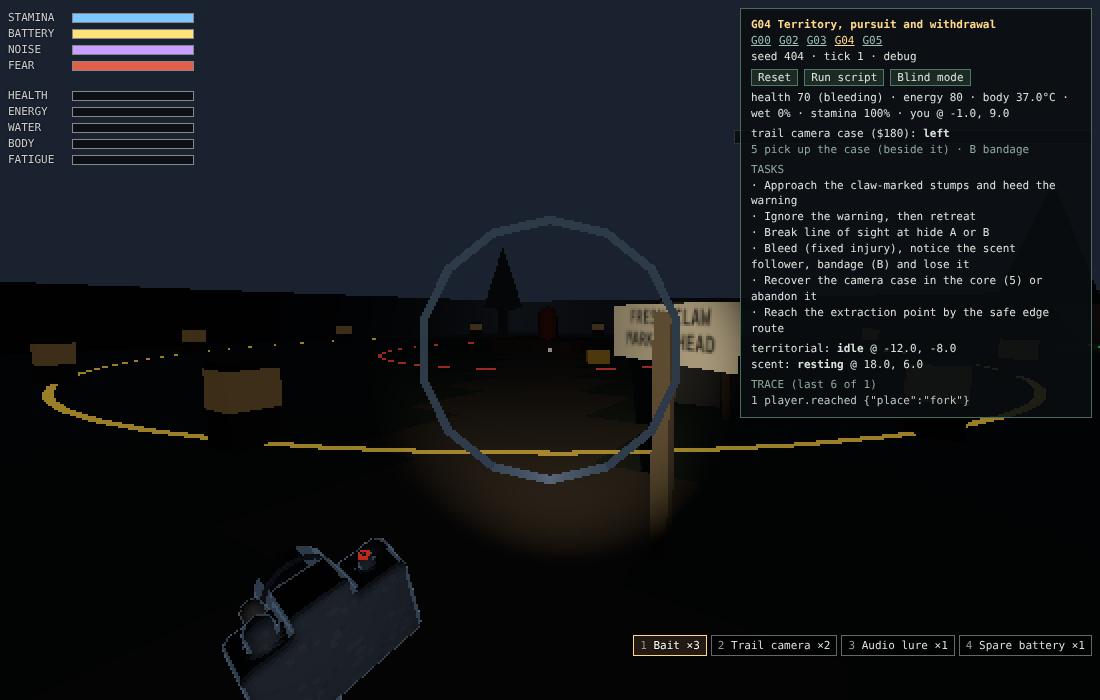 STAMINA
BATTERY
NOISE
FEAR
HEALTH
ENERGY
WATER
BODY
FATIGUE
FRESH CLAW
MARK HEAD
G04 Territory, pursuit and withdrawal
G00 G02 G03 G04 G05
seed 404 · tick 1 · debug
Reset Run script Blind mode
health 70 (bleeding) · energy 80 · body 37.0°C ·
wet 0% · stamina 100% · you @ -1.0, 9.0
trail camera case ($180): left
5 pick up the case (beside it) · B bandage
TASKS
· Approach the claw-marked stumps and heed the
warning
· Ignore the warning, then retreat
· Break line of sight at hide A or B
· Bleed (fixed injury), notice the scent
follower, bandage (B) and lose it
· Recover the camera case in the core (5) or
abandon it
· Reach the extraction point by the safe edge
route
territorial: idle @ -12.0, -8.0
scent: resting @ 18.0, 6.0
TRACE (last 6 of 1)
1 player.reached {"place":"fork"}
1 Bait ×3 2 Trail camera ×2 3 Audio lure ×1 4 Spare battery ×1